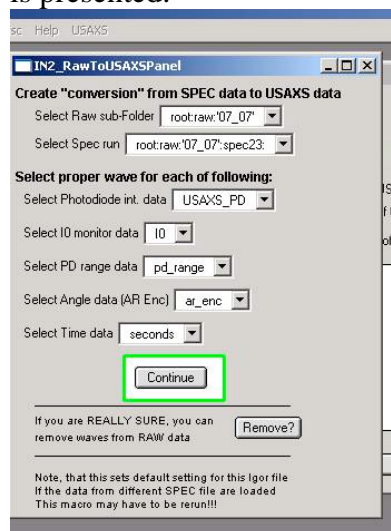 is presented.
sc Help USAXS
IN2_RawToUSAXSPanel
Create "conversion" from SPEC data to USAXS data
Select Raw sub-Folder root:raw:'07_07'
Select Spec run root:raw:'07_07':spec23:
Select proper wave for each of following:
Select Photodiode int. data USAXS_PD
Select I0 monitor data I0
Select PD range data pd_range
Select Angle data (AR Enc) ar_enc
Select Time data seconds
Continue
If you are REALLY SURE, you can
remove waves from RAW data
Remove?
Note, that this sets default setting for this Igor file
If the data from different SPEC file are loaded
This macro may have to be rerun!!!